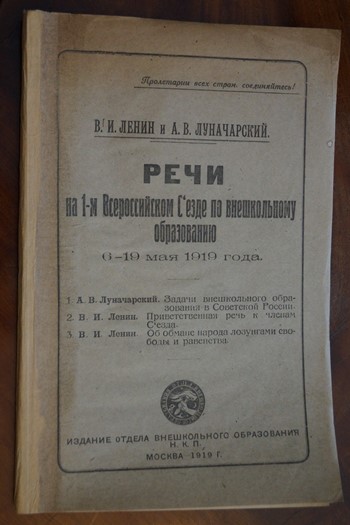 Пролетарии всех стран, соединяйтесь!
В. И. ЛЕНИН и А. В. ЛУНАЧАРСКИЙ.
РЕЧИ
на 1-м Всероссийском С'езде по внешкольному
образованию
6–19 мая 1919 года.
1. А. В. Луначарский. Задачи внешкольного обра-
зования в Советской России.
2. В. И. Ленин. Приветственная речь к членам
С'езда.
3. В. И. Ленин. Об обмане народа лозунгами сво-
боды и равенства.
ИЗДАНИЕ ОТДЕЛА ВНЕШКОЛЬНОГО ОБРАЗОВАНИЯ
Н. К. П.
МОСКВА—1919 Г.